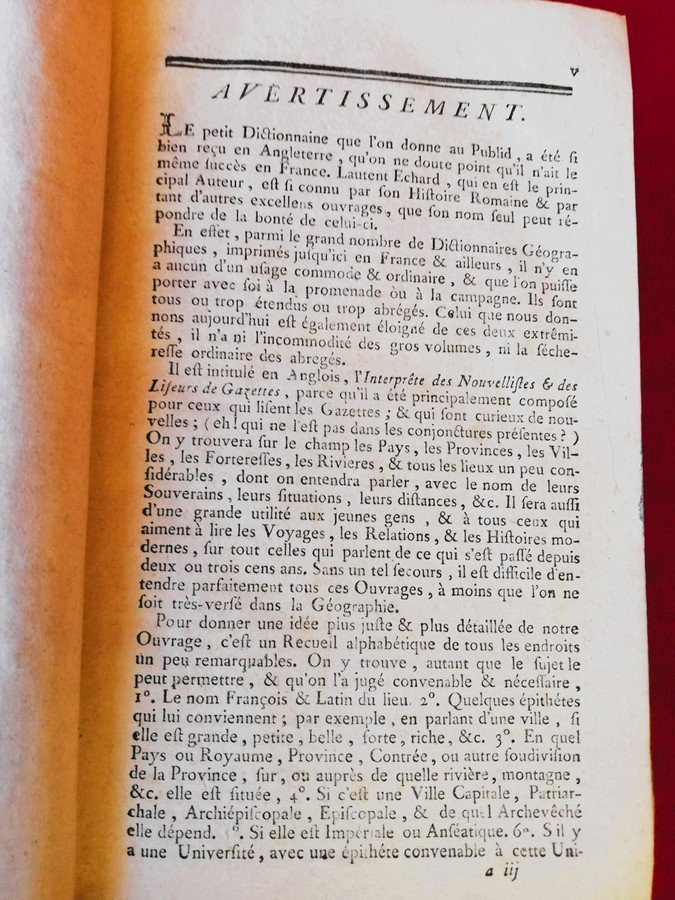 v
AVERTISSEMENT.
LE petit Dictionnaine que l'on donne au Publid, a été ſi
bien reçu en Angleterre, qu'on ne doute point qu'il n'ait le
même ſuccès en France. Lautent Echard, qui en eſt le prin-
cipal Auteur, eſt ſi connu par ſon Hiſtoire Romaine & par
tant d'autres excellens ouvrages, que ſon nom ſeul peut ré-
pondre de la bonté de celui-ci.
En effet, parmi le grand nombre de Dictionnaires Géogra-
phiques, imprimés juſqu'ici en France & ailleurs, il n'y en
a aucun d'un uſage commode & ordinaire, & que l'on puiſſe
porter avec ſoi à la promenade où à la campagne. Ils ſont
tous ou trop étendus ou trop abrégés. Celui que nous don-
nons aujourd'hui eſt également éloigné de ces deux extrêmi-
tés, il n'a ni l'incommodité des gros volumes, ni la ſéche-
reſſe ordinaire des abregés.
Il eſt intitulé en Anglois, l'Interprête des Nouvelliſtes & des
Liſeurs de Gazettes, parce qu'il a été principalement compoſé
pour ceux qui liſent les Gazettes; & qui ſont curieux de nou-
velles; (eh! qui ne l'eſt pas dans les conjonctures préſentes?)
On y trouvera ſur le champ les Pays, les Provinces, les Vil-
les, les Fortereſſes, les Rivieres, & tous les lieux un peu con-
ſidérables, dont on entendra parler, avec le nom de leurs
Souverains, leurs ſituations, leurs diſtances, &c. Il ſera auſſi
d'une grande utilité aux jeunes gens, & à tous ceux qui
aiment à lire les Voyages, les Relations, & les Hiſtoires mo-
dernes, ſur tout celles qui parlent de ce qui s'eſt paſſé depuis
deux ou trois cens ans. Sans un tel ſecours, il eſt difficile d'en-
tendre parfaitement tous ces Ouvrages, à moins que l'on ne
ſoit très-verſé dans la Géographie.
Pour donner une idée plus juſte & plus détaillée de notre
Ouvrage, c'eſt un Recueil alphabétique de tous les endroits
un peu remarquables. On y trouve, autant que le ſujet le
peut permettre, & qu'on l'a jugé convenable & néceſſaire,
1°. Le nom François & Latin du lieu. 2°. Quelques épithétes
qui lui conviennent; par exemple, en parlant d'une ville, ſi
elle eſt grande, petite, belle, forte, riche, &c. 3°. En quel
Pays ou Royaume, Province, Contrée, ou autre ſoudiviſion
de la Province, ſur, ou auprès de quelle rivière, montagne,
&c. elle eſt ſituée, 4°. Si c'eſt une Ville Capitale, Patriar-
chale, Archiépiſcopale, Epiſcopale, & de quel Archevêché
elle dépend. 5°. Si elle eſt Impériale ou Anſéatique. 6°. S'il y
a une Univerſité, avec une épithéte convenable à cette Uni-
a iij